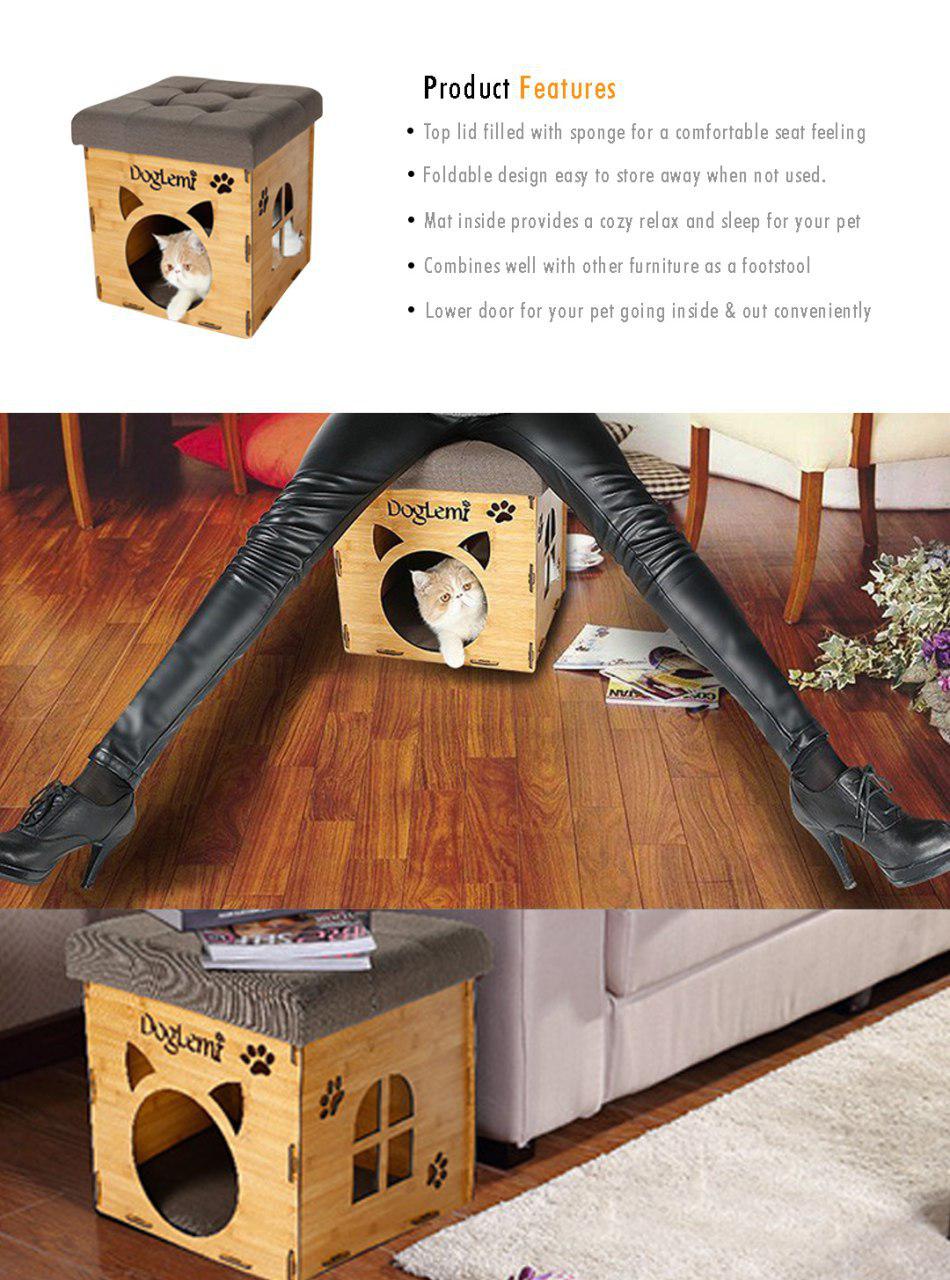 Product Features
• Top lid filled with sponge for a comfortable seat feeling
• Foldable design easy to store away when not used.
• Mat inside provides a cozy relax and sleep for your pet
• Combines well with other furniture as a footstool
• Lower door for your pet going inside & out conveniently
DogLemi
DogLemi
DogLemi